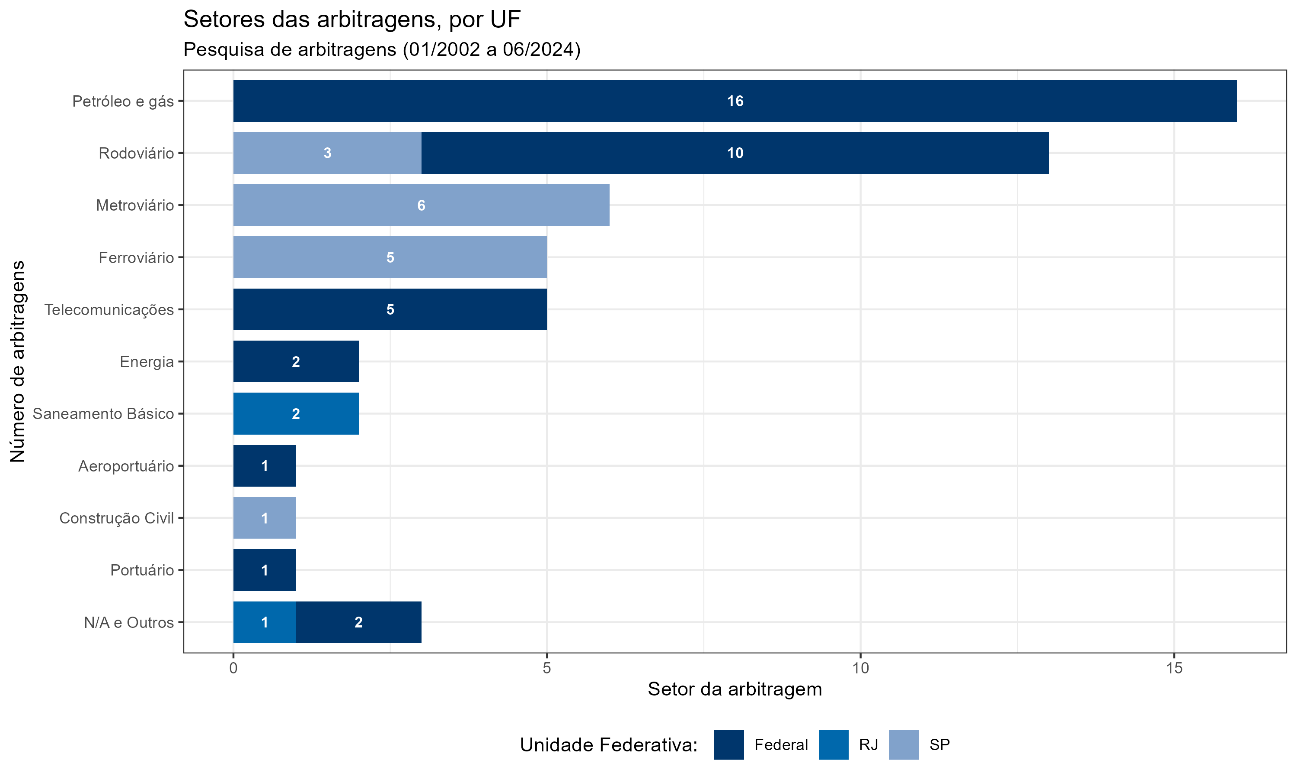 Setores das arbitragens, por UF
Pesquisa de arbitragens (01/2002 a 06/2024)
Número de arbitragens
Petróleo e gás
16
Rodoviário
3
10
Metroviário
6
Ferroviário
5
Telecomunicações
5
Energia
2
Saneamento Básico
2
Aeroportuário
1
Construção Civil
1
Portuário
1
N/A e Outros
1
2
0
5
10
15
Setor da arbitragem
Unidade Federativa:
Federal
RJ
SP